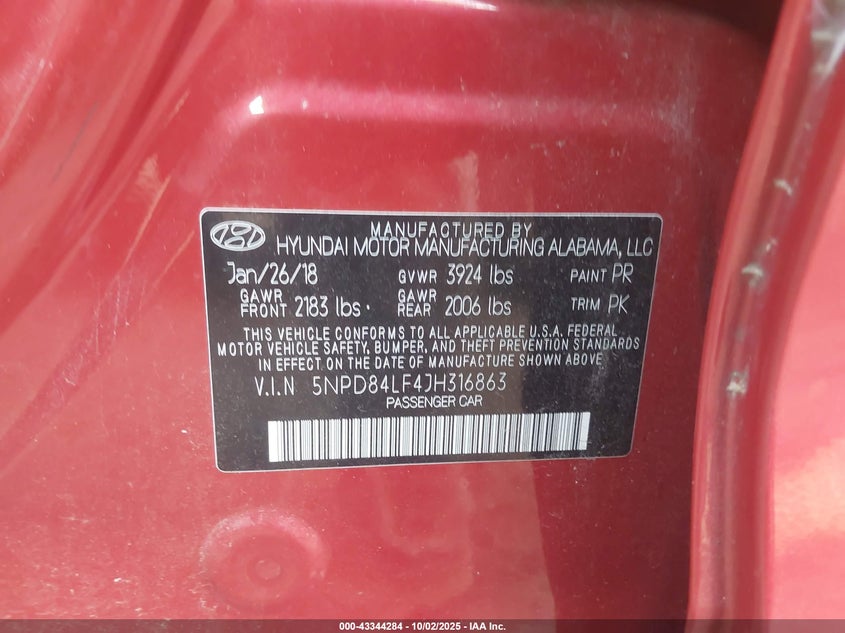 MANUFACTURED BY
HYUNDAI MOTOR MANUFACTURING ALABAMA, LLC
Jan/26/18 GVWR 3924 lbs PAINT PR
GAWR FRONT 2183 lbs. GAWR REAR 2006 lbs TRIM PK
THIS VEHICLE CONFORMS TO ALL APPLICABLE U.S.A. FEDERAL
MOTOR VEHICLE SAFETY, BUMPER, AND THEFT PREVENTION STANDARDS
IN EFFECT ON THE DATE OF MANUFACTURE SHOWN ABOVE.
V.I.N 5NPD84LF4JH316863
PASSENGER CAR
000-43344284 - 10/02/2025 - IAA Inc.